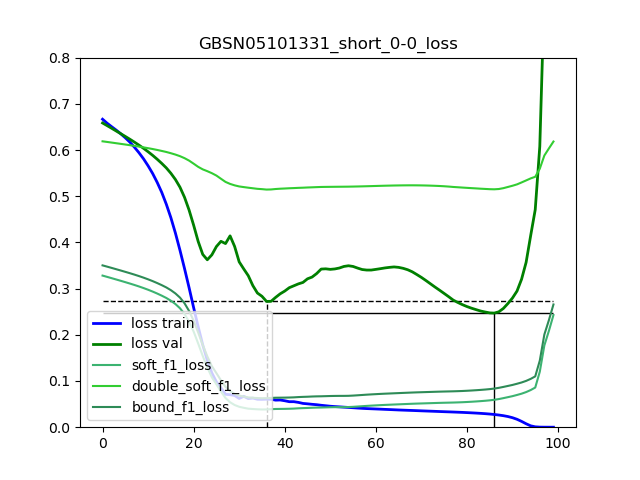 GBSN05101331_short_0-0_loss
0.8
0.7
0.6
0.5
0.4
0.3
0.2
0.1
0.0
loss train
loss val
soft_f1_loss
double_soft_f1_loss
bound_f1_loss
0 20 40 60 80 100